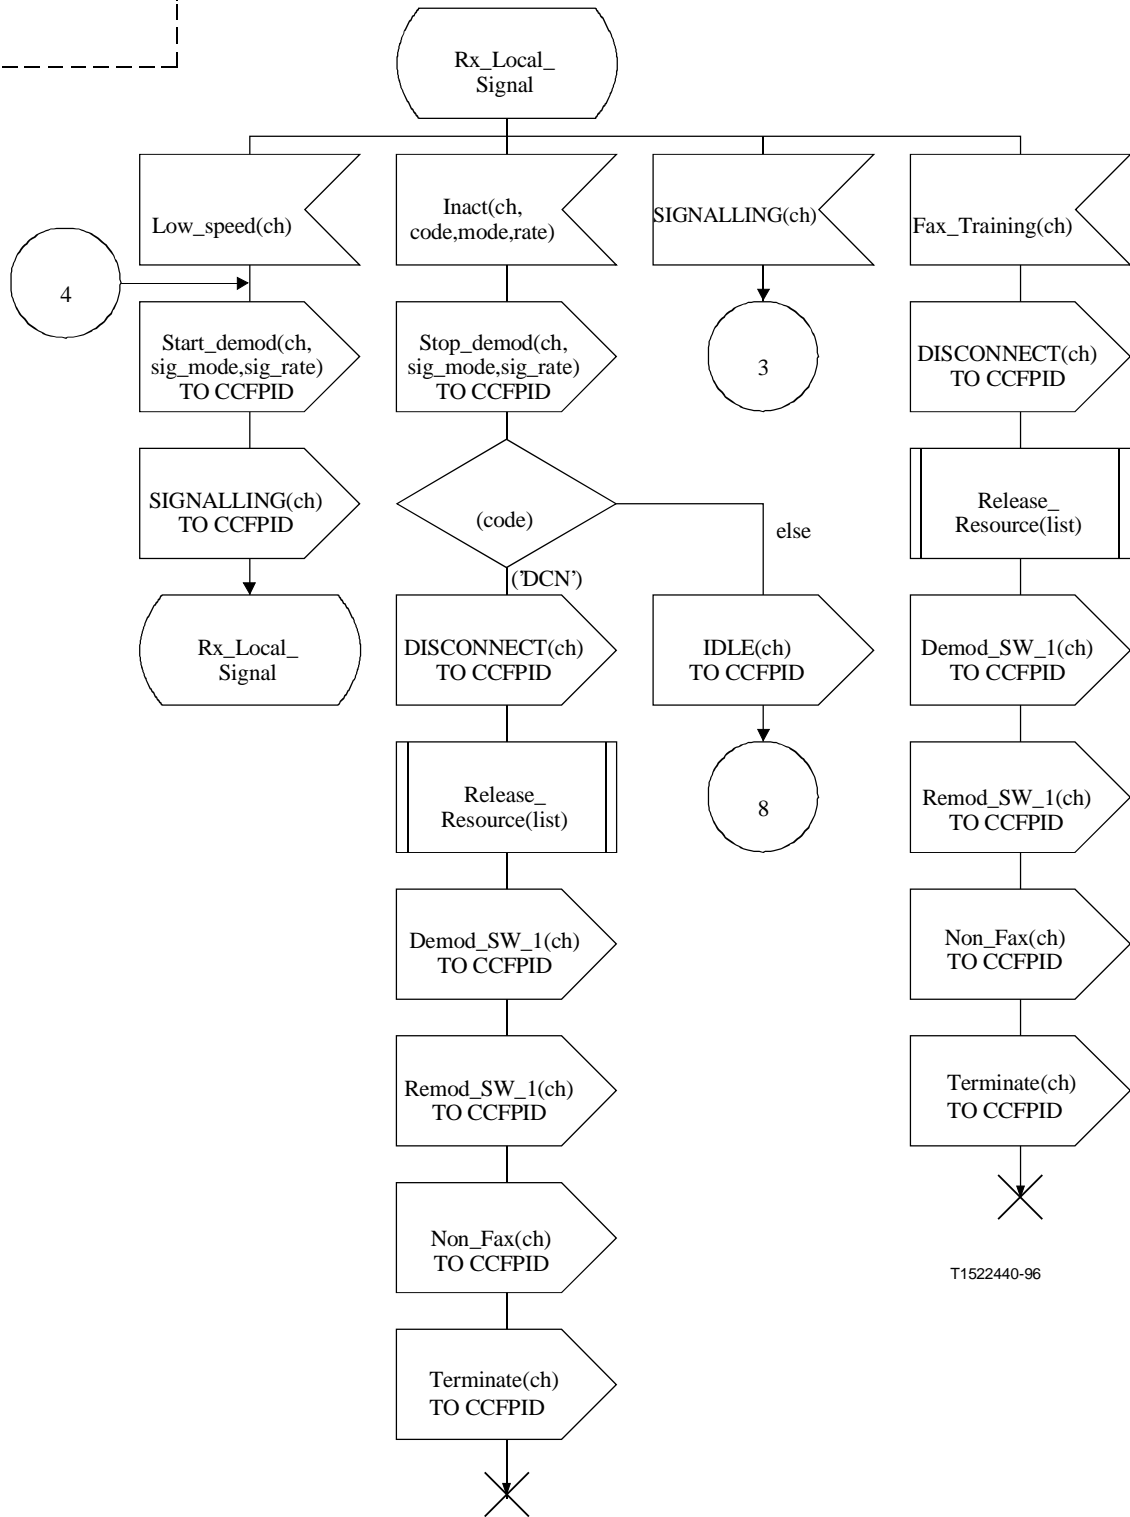 Rx_Local_
Signal
Low_speed(ch)
4
Start_demod(ch,
sig_mode,sig_rate)
TO CCFPID
SIGNALLING(ch)
TO CCFPID
Rx_Local_
Signal
Inact(ch,
code,mode,rate)
Stop_demod(ch,
sig_mode,sig_rate)
TO CCFPID
(code)
else
('DCN')
DISCONNECT(ch)
TO CCFPID
Release_
Resource(list)
Demod_SW_1(ch)
TO CCFPID
Remod_SW_1(ch)
TO CCFPID
Non_Fax(ch)
TO CCFPID
Terminate(ch)
TO CCFPID
SIGNALLING(ch)
3
IDLE(ch)
TO CCFPID
8
Fax_Training(ch)
DISCONNECT(ch)
TO CCFPID
Release_
Resource(list)
Demod_SW_1(ch)
TO CCFPID
Remod_SW_1(ch)
TO CCFPID
Non_Fax(ch)
TO CCFPID
Terminate(ch)
TO CCFPID
T1522440-96